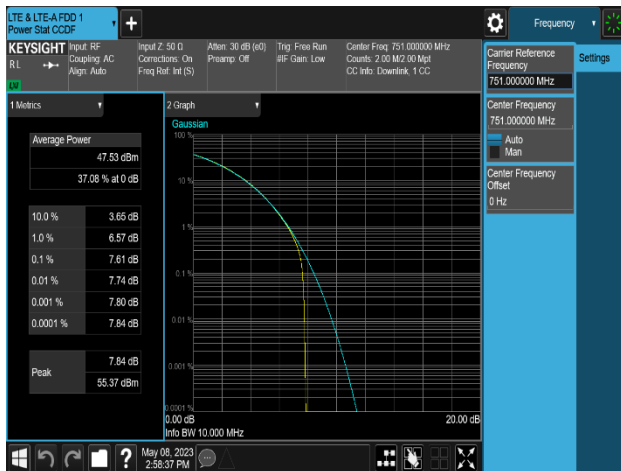 LTE & LTE-A FDD 1
Power Stat CCDF
Frequency
KEYSIGHT
Input: RF
Input Z: 50 Ω
Atten: 30 dB (e0)
Trig: Free Run
Center Freq: 751.000000 MHz
RL
Coupling: AC
Corrections: On
Preamp: Off
#IF Gain: Low
Counts: 2.00 M/2.00 Mpt
Align: Auto
Freq Ref: Int (S)
CC Info: Downlink, 1 CC
LXI
Carrier Reference
Frequency
751.000000 MHz
Settings
Center Frequency
751.000000 MHz
Auto
Man
Center Frequency
Offset
0 Hz
1 Metrics
Average Power
47.53 dBm
37.08 % at 0 dB
10.0 % 3.65 dB
1.0 % 6.57 dB
0.1 % 7.61 dB
0.01 % 7.74 dB
0.001 % 7.80 dB
0.0001 % 7.84 dB
Peak
7.84 dB
55.37 dBm
2 Graph
Gaussian
100 %
10 %
1 %
0.1 %
0.01 %
0.001 %
0.0001 %
0.00 dB
20.00 dB
Info BW 10.000 MHz
?
May 08, 2023
2:58:37 PM